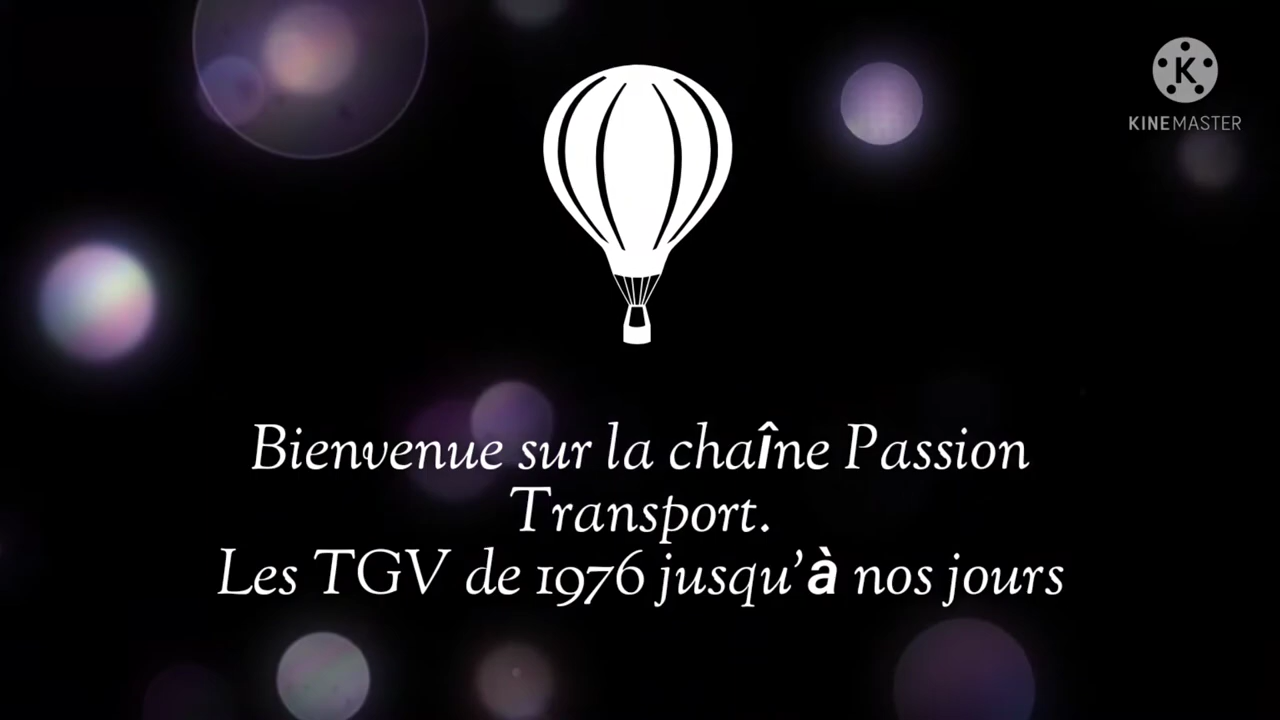 K
KINEMASTER
Bienvenue sur la chaîne Passion
Transport.
Les TGV de 1976 jusqu’à nos jours